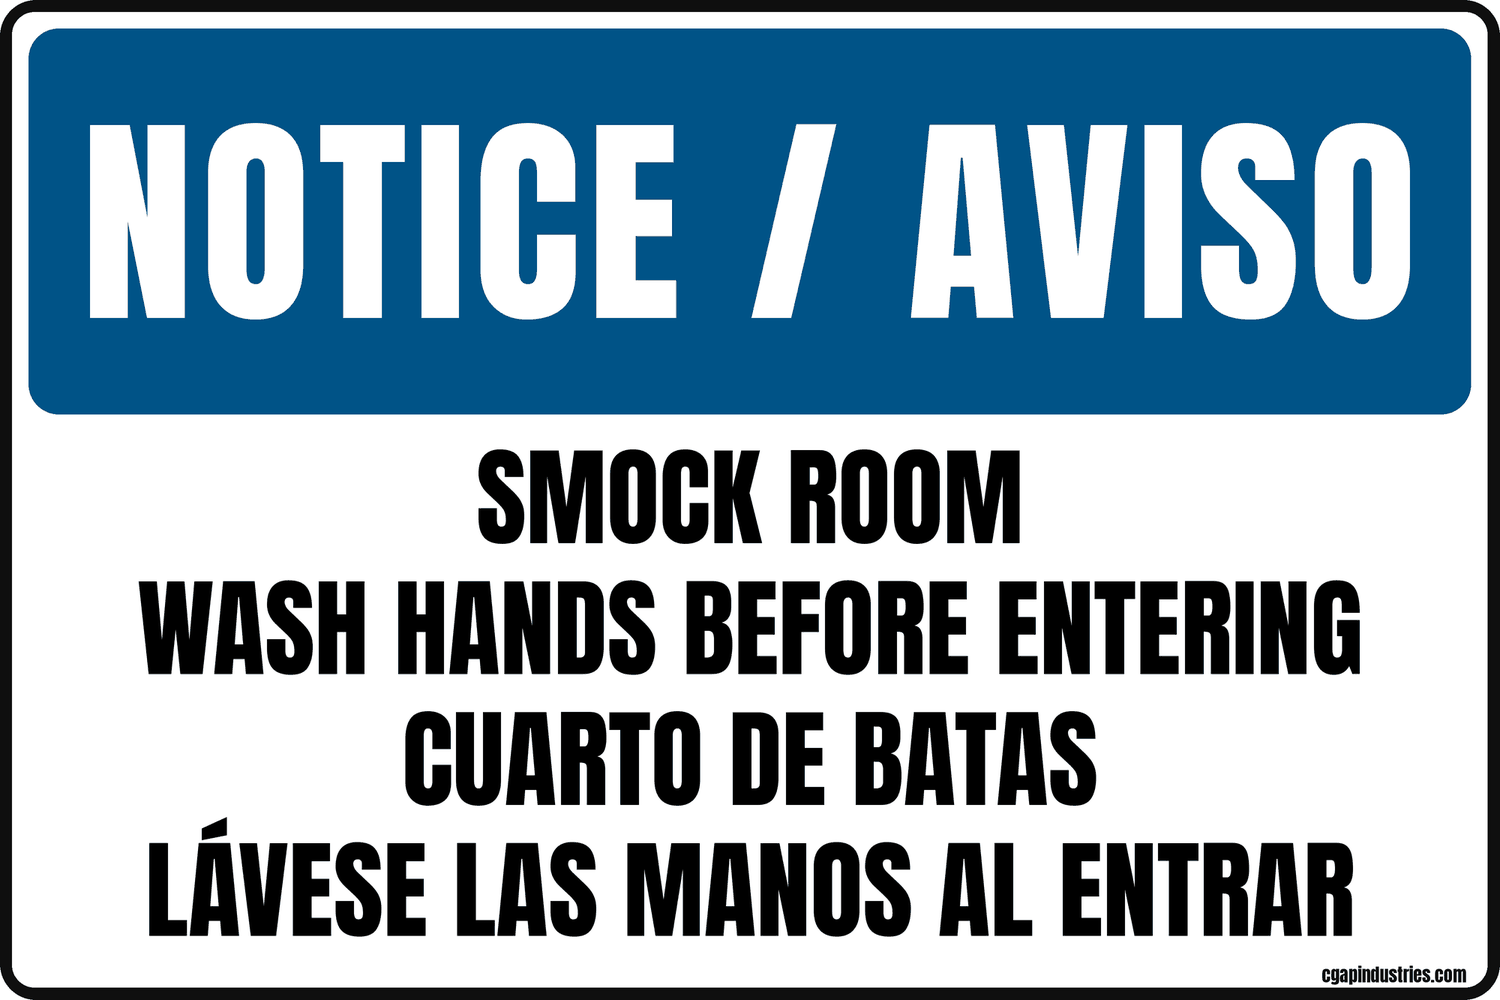 NOTICE / AVISO
SMOCK ROOM
WASH HANDS BEFORE ENTERING
CUARTO DE BATAS
LÁVESE LAS MANOS AL ENTRAR
cgapindustries.com